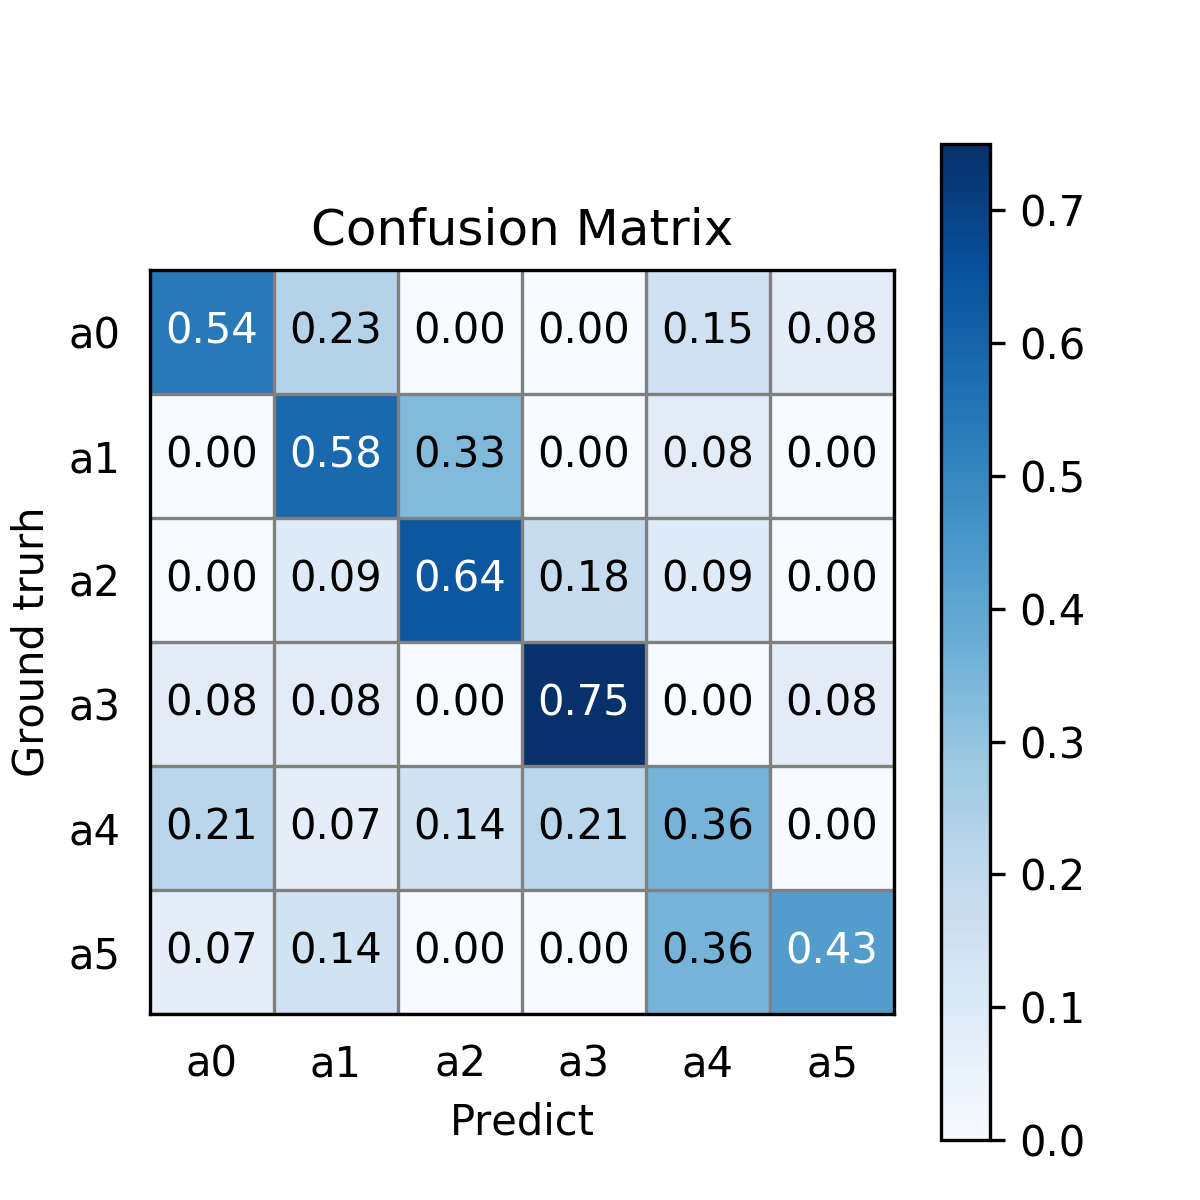 Confusion Matrix
a0 0.54 0.23 0.00 0.00 0.15 0.08
a1 0.00 0.58 0.33 0.00 0.08 0.00
a2 0.00 0.09 0.64 0.18 0.09 0.00
a3 0.08 0.08 0.00 0.75 0.00 0.08
a4 0.21 0.07 0.14 0.21 0.36 0.00
a5 0.07 0.14 0.00 0.00 0.36 0.43
a0 a1 a2 a3 a4 a5
Predict
Ground trurh
0.7
0.6
0.5
0.4
0.3
0.2
0.1
0.0